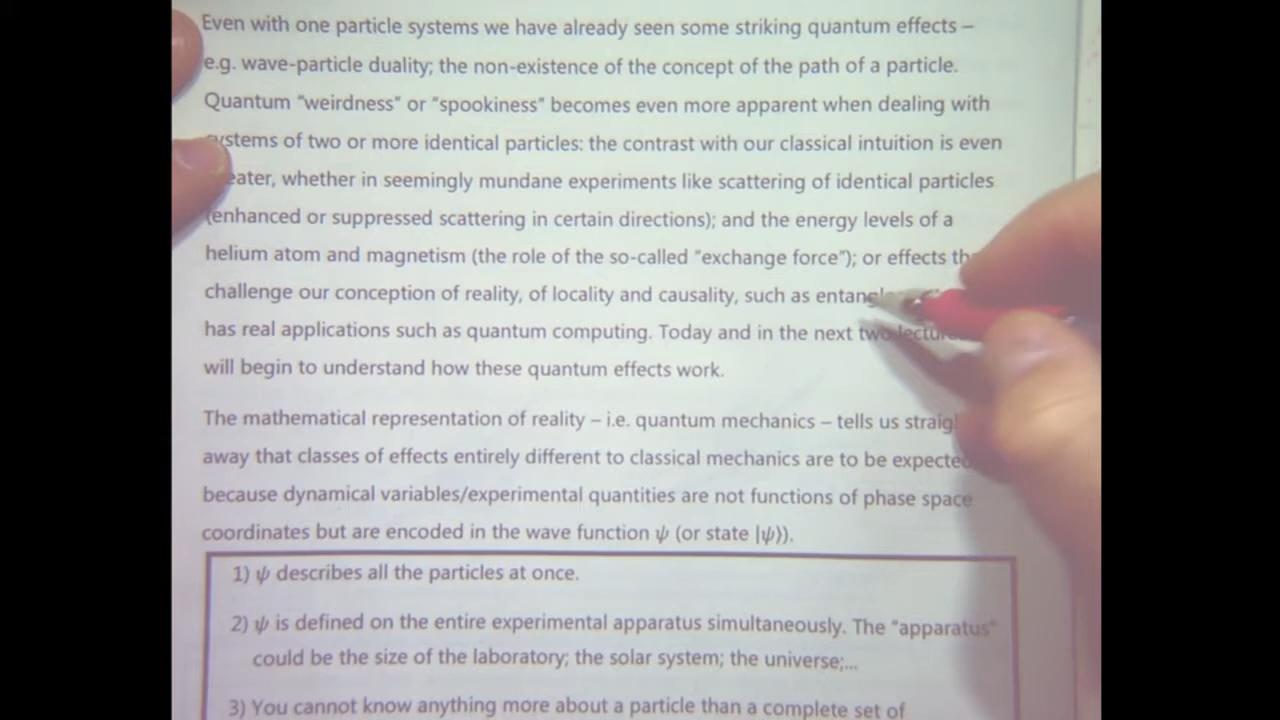 Even with one particle systems we have already seen some striking quantum effects –
e.g. wave-particle duality; the non-existence of the concept of the path of a particle.
Quantum "weirdness" or "spookiness" becomes even more apparent when dealing with
systems of two or more identical particles: the contrast with our classical intuition is even
greater, whether in seemingly mundane experiments like scattering of identical particles
(enhanced or suppressed scattering in certain directions); and the energy levels of a
helium atom and magnetism (the role of the so-called "exchange force"); or effects
challenge our conception of reality, of locality and causality, such as
has real applications such as quantum computing. Today and in the next two
will begin to understand how these quantum effects work.
The mathematical representation of reality – i.e. quantum mechanics – tells us straight
away that classes of effects entirely different to classical mechanics are to be expected
because dynamical variables/experimental quantities are not functions of phase space
coordinates but are encoded in the wave function ψ (or state |ψ⟩).
1) ψ describes all the particles at once.
2) ψ is defined on the entire experimental apparatus simultaneously. The "apparatus"
could be the size of the laboratory; the solar system; the universe;...
3) You cannot know anything more about a particle than a complete set of